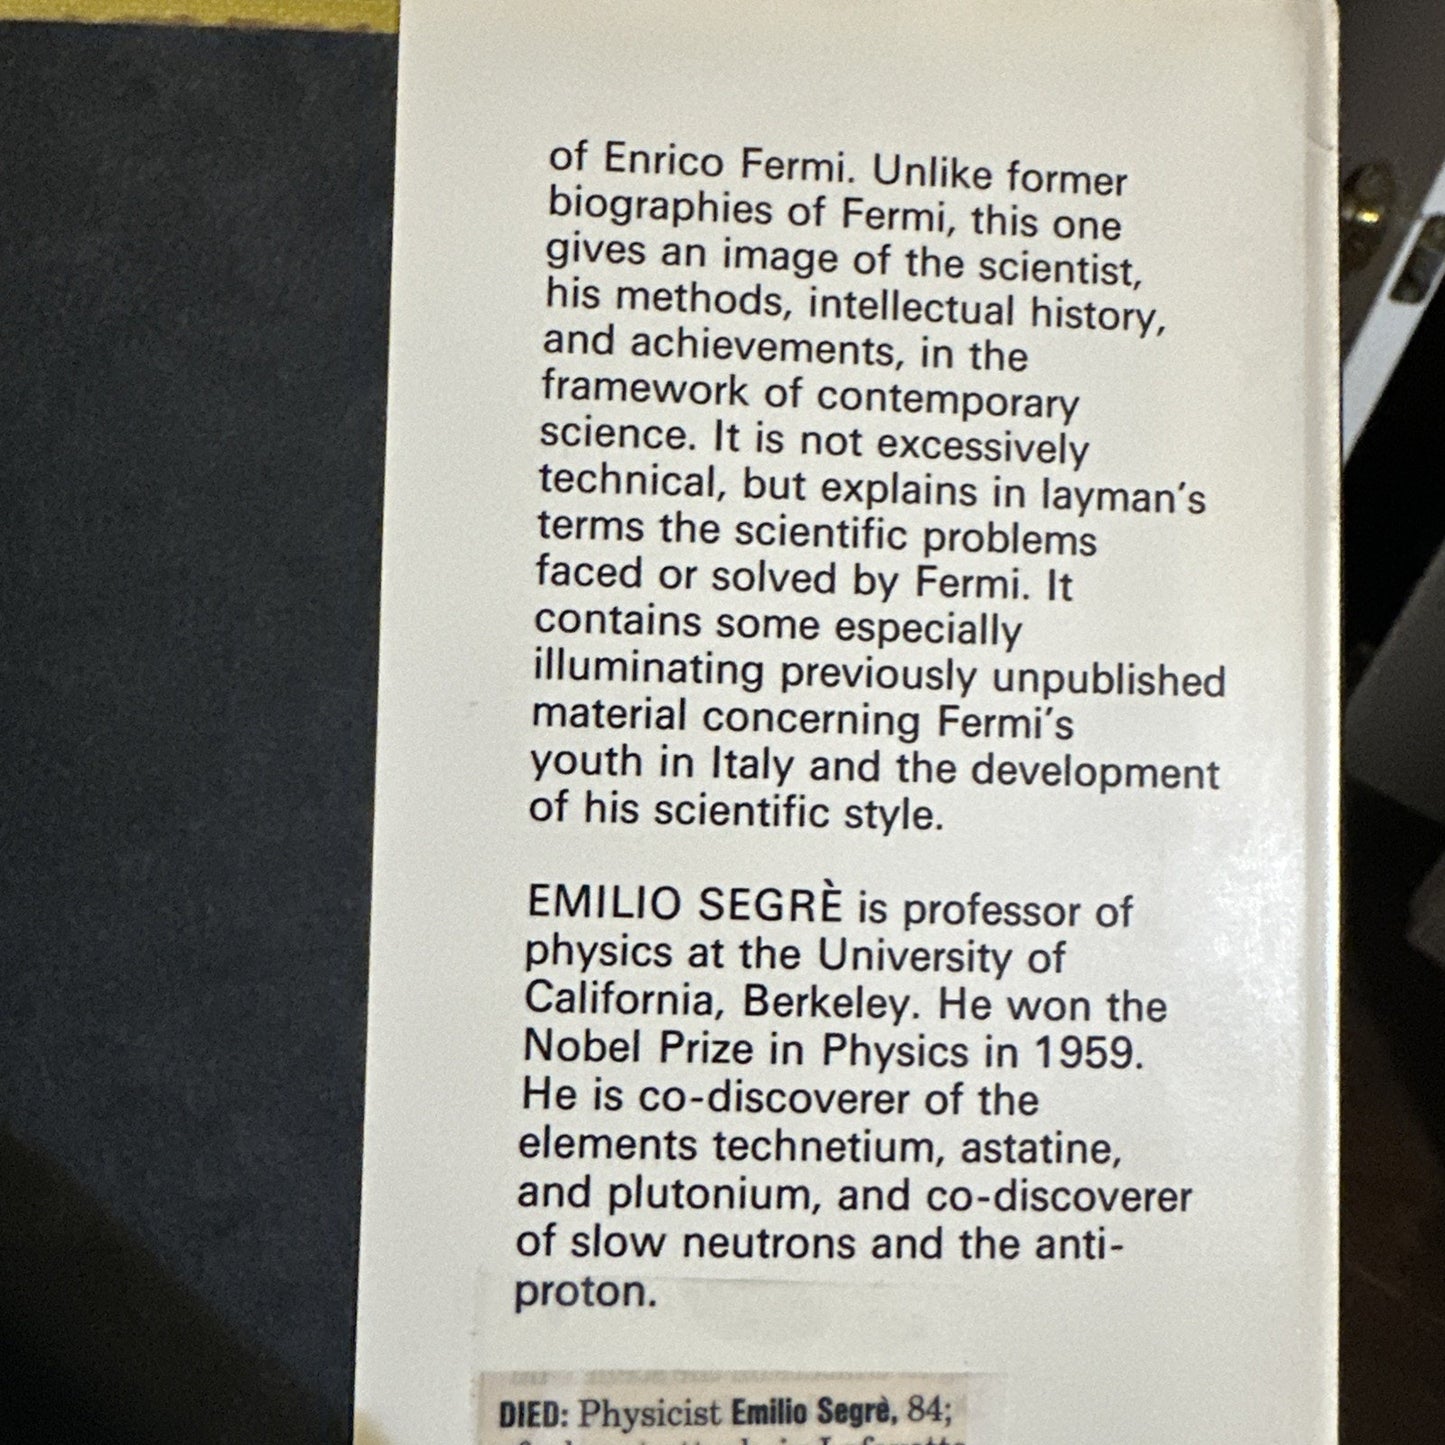 of Enrico Fermi. Unlike former
biographies of Fermi, this one
gives an image of the scientist,
his methods, intellectual history,
and achievements, in the
framework of contemporary
science. It is not excessively
technical, but explains in layman's
terms the scientific problems
faced or solved by Fermi. It
contains some especially
illuminating previously unpublished
material concerning Fermi's
youth in Italy and the development
of his scientific style.
EMILIO SEGRÈ is professor of
physics at the University of
California, Berkeley. He won the
Nobel Prize in Physics in 1959.
He is co-discoverer of the
elements technetium, astatine,
and plutonium, and co-discoverer
of slow neutrons and the anti-
proton.
DIED: Physicist Emilio Segrè, 84;